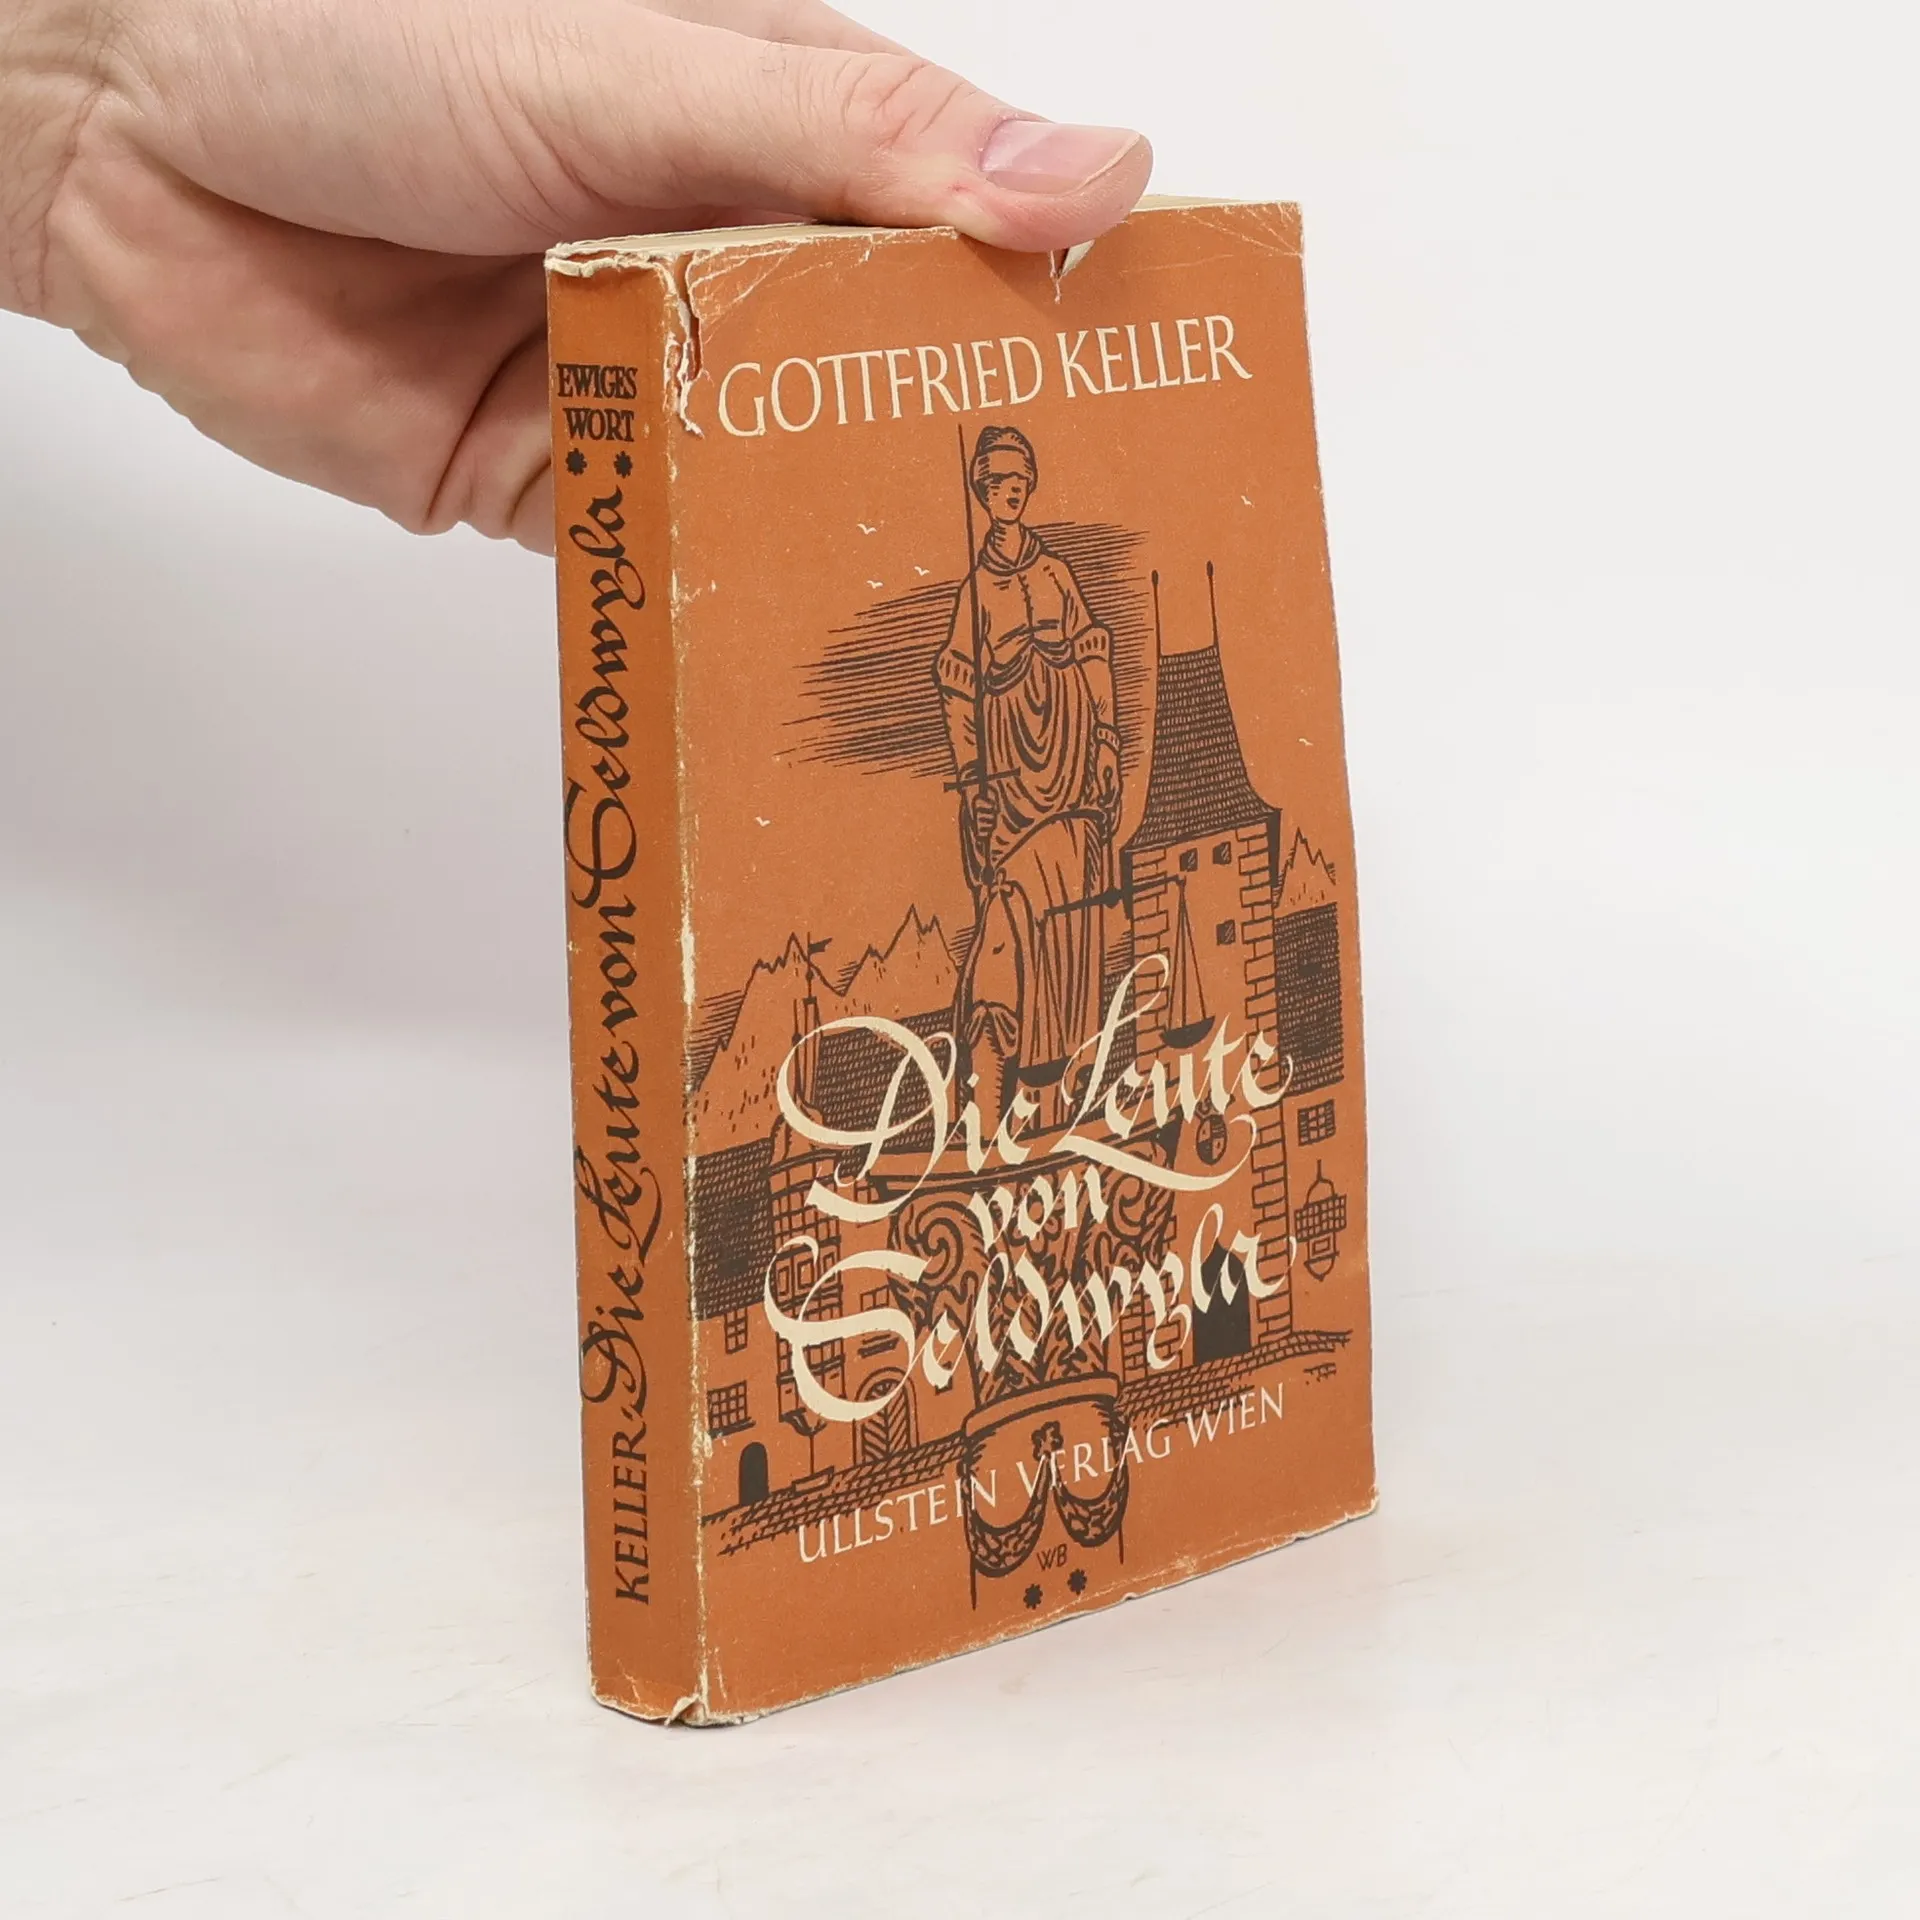 EWIGES
WORT
KELLER · Die Leute von Seldwyla
GOTTFRIED KELLER
Die Leute
von
Seldwyla
ULLSTEIN VERLAG WIEN
WB